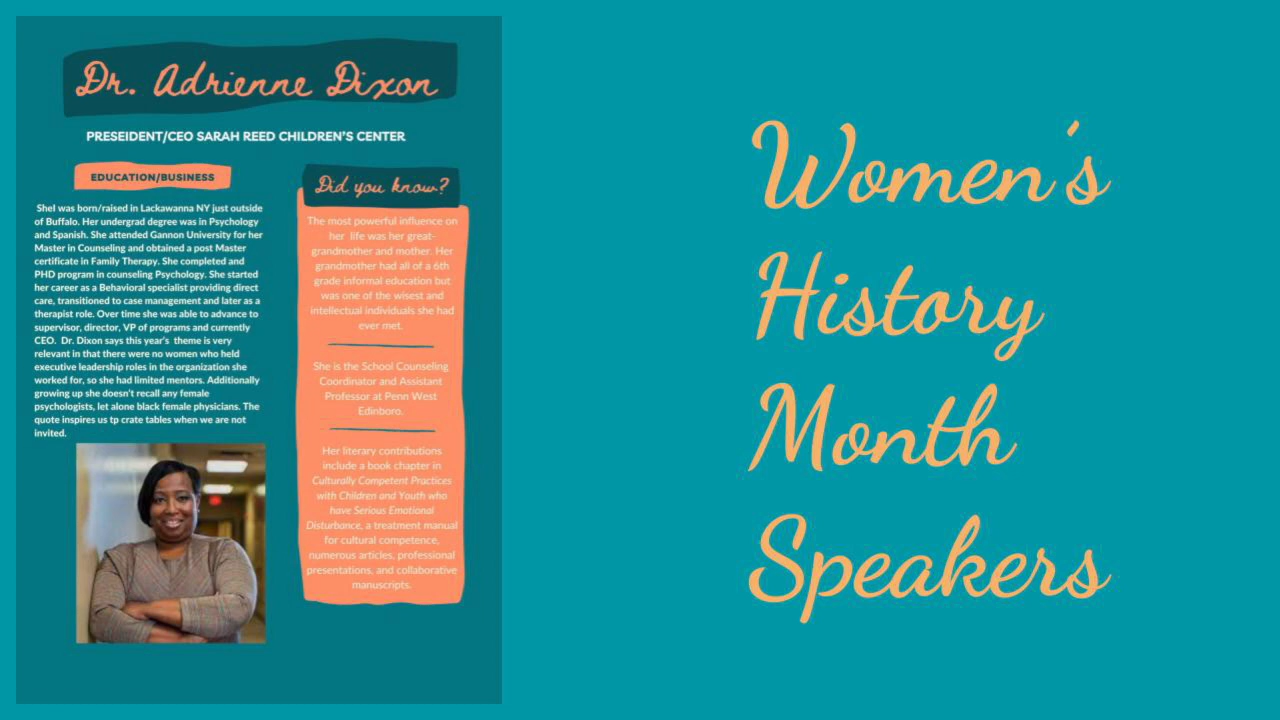 Dr. Adrienne Dixon
PRESEIDENT/CEO SARAH REED CHILDREN'S CENTER
EDUCATION/BUSINESS
SheI was born/raised in Lackawanna NY just outside
of Buffalo. Her undergrad degree was in Psychology
and Spanish. She attended Gannon University for her
Master in Counseling and obtained a post Master
certificate in Family Therapy. She completed and
PHD program in counseling Psychology. She started
her career as a Behavioral specialist providing direct
care, transitioned to case management and later as a
therapist role. Over time she was able to advance to
supervisor, director, VP of programs and currently
CEO. Dr. Dixon says this year's theme is very
relevant in that there were no women who held
executive leadership roles in the organization she
worked for, so she had limited mentors. Additionally
growing up she doesn't recall any female
psychologists, let alone black female physicians. The
quote inspires us tp crate tables when we are not
invited.
Did you know?
The most powerful influence on
her life was her great-
grandmother and mother. Her
grandmother had all of a 6th
grade informal education but
was one of the wisest and
intellectual individuals she had
ever met.
She is the School Counseling
Coordinator and Assistant
Professor at Penn West
Edinboro.
Her literary contributions
include a book chapter in
Culturally Competent Practices
with Children and Youth who
have Serious Emotional
Disturbance, a treatment manual
for cultural competence,
numerous articles, professional
presentations, and collaborative
manuscripts.
Women's
History
Month
Speakers